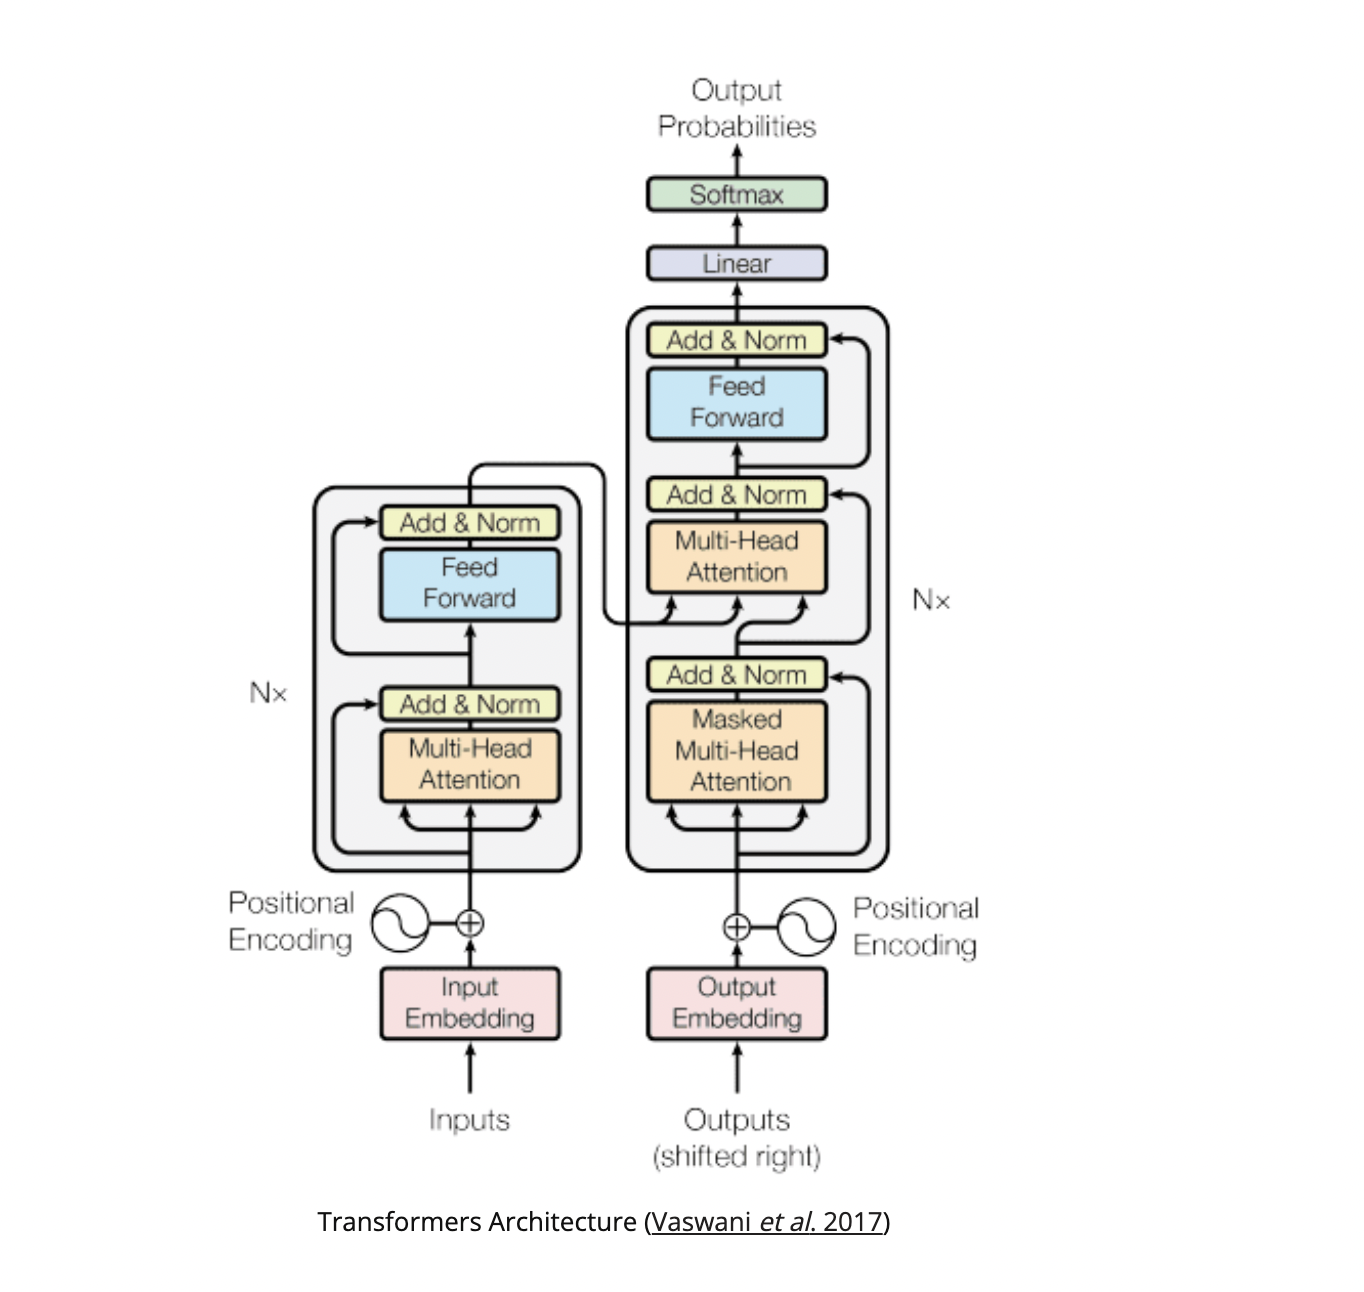 Output
Probabilities
Softmax
Linear
Add & Norm
Feed
Forward
Add & Norm
Multi-Head
Attention
Add & Norm
Masked
Multi-Head
Attention
Nx
Add & Norm
Feed
Forward
Add & Norm
Multi-Head
Attention
Nx
Positional
Encoding
Positional
Encoding
Input
Embedding
Output
Embedding
Inputs
Outputs
(shifted right)
Transformers Architecture (Vaswani et al. 2017)